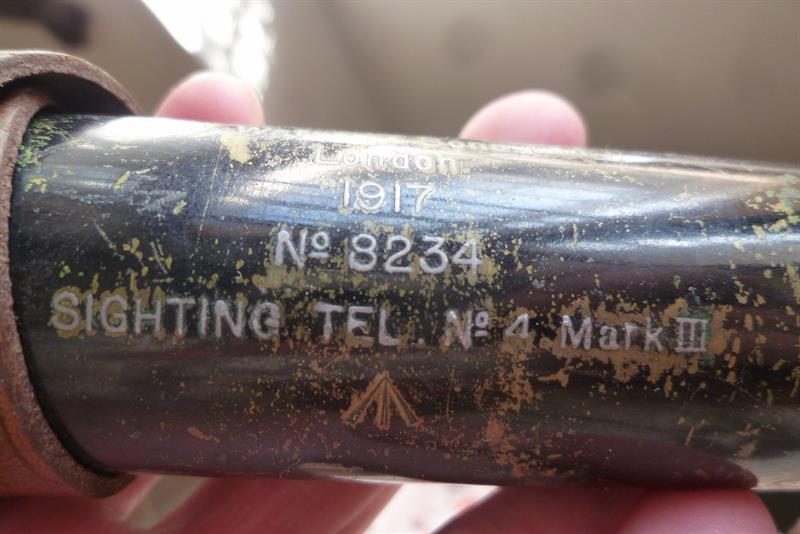 London
1917
Nº 8234
SIGHTING TEL. Nº 4 Mark III